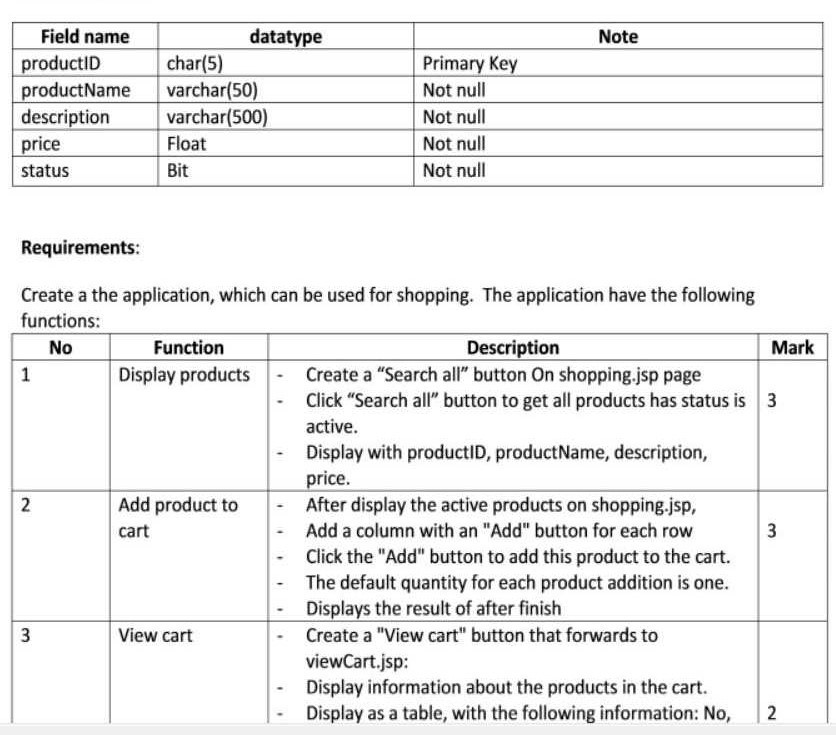 Field name datatype Note
productID char(5) Primary Key
productName varchar(50) Not null
description varchar(500) Not null
price Float Not null
status Bit Not null
Requirements:
Create a the application, which can be used for shopping. The application have the following
functions:
No Function Description Mark
1 Display products - Create a “Search all” button On shopping.jsp page
- Click “Search all” button to get all products has status is 3
active.
- Display with productID, productName, description,
price.
2 Add product to - After display the active products on shopping.jsp,
cart - Add a column with an "Add" button for each row 3
- Click the "Add" button to add this product to the cart.
- The default quantity for each product addition is one.
- Displays the result of after finish
3 View cart - Create a "View cart" button that forwards to
viewCart.jsp:
- Display information about the products in the cart.
- Display as a table, with the following information: No, 2